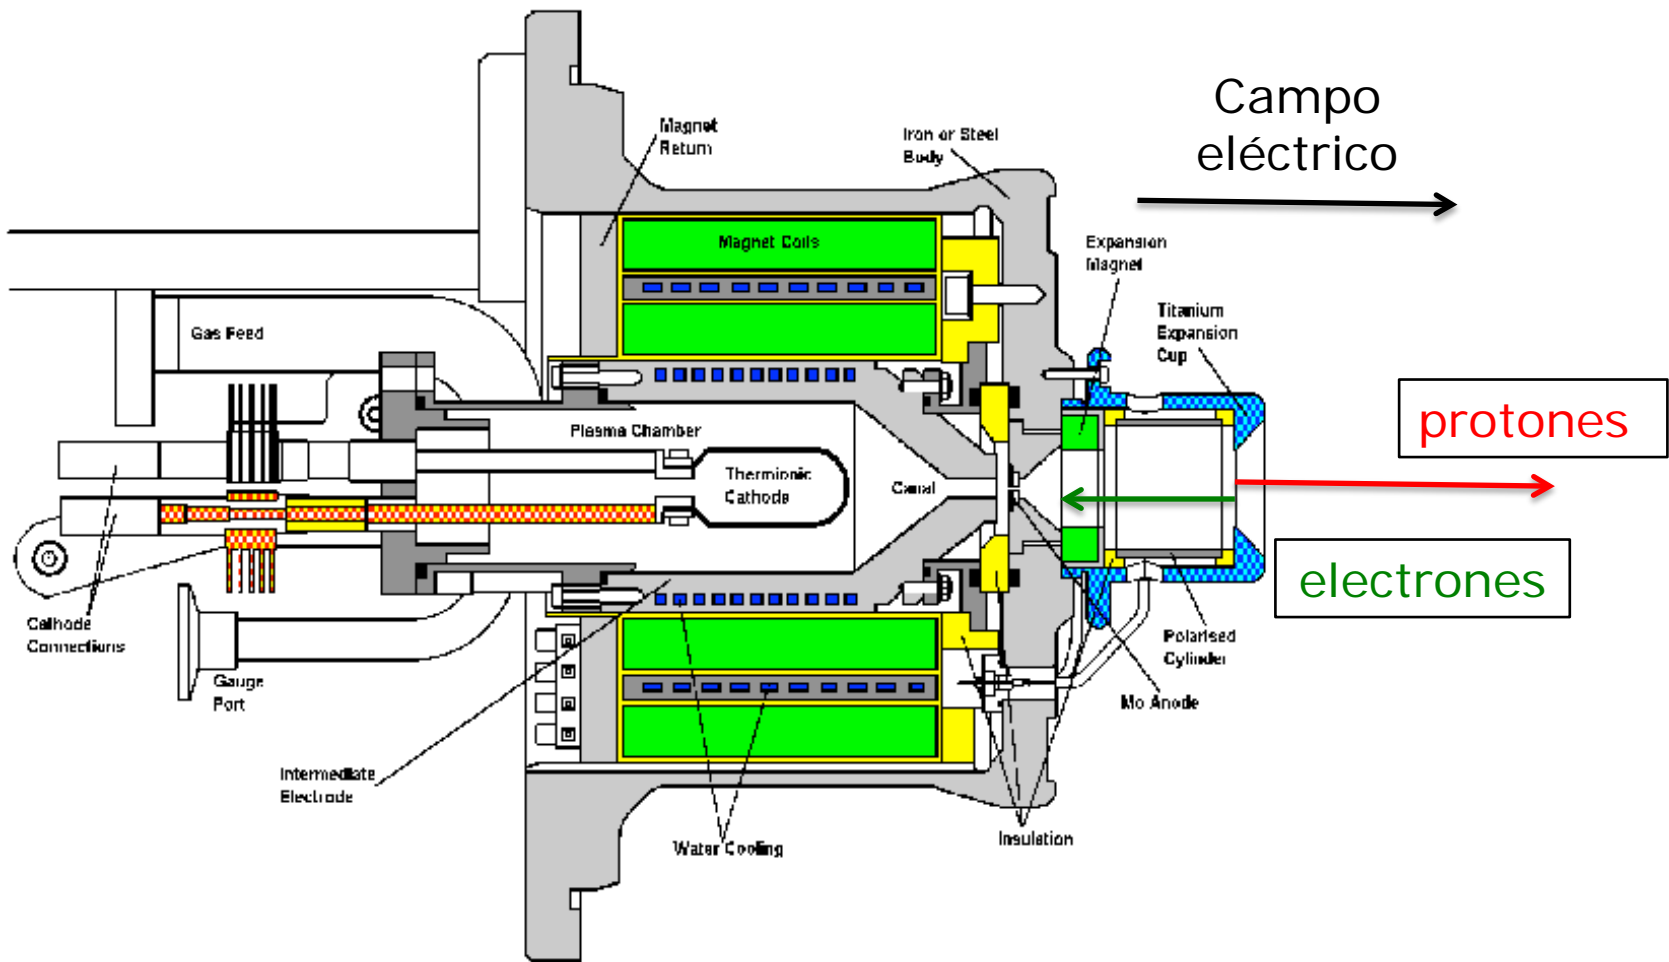 Campo
eléctrico
Magnet
Return
Iron or Steel
Body
Magnet Coils
Expansion
Magnet
Gas Feed
Titanium
Expansion
Cup
protones
Plasma Chamber
Thermionic
Cathode
Canal
electrones
Cathode
Connections
Gauge
Port
Polarised
Cylinder
Mo Anode
Intermediate
Electrode
Water Cooling
Insulation